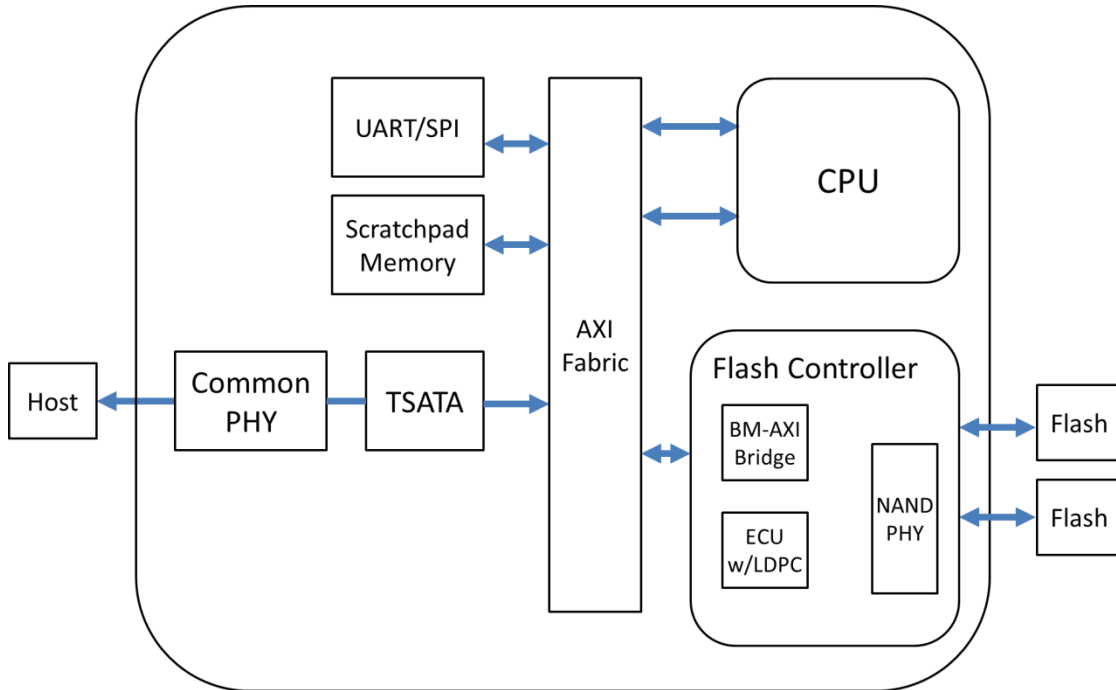 UART/SPI
Scratchpad
Memory
AXI
Fabric
CPU
Host
Common
PHY
TSATA
Flash Controller
BM-AXI
Bridge
ECU
w/LDPC
NAND
PHY
Flash
Flash